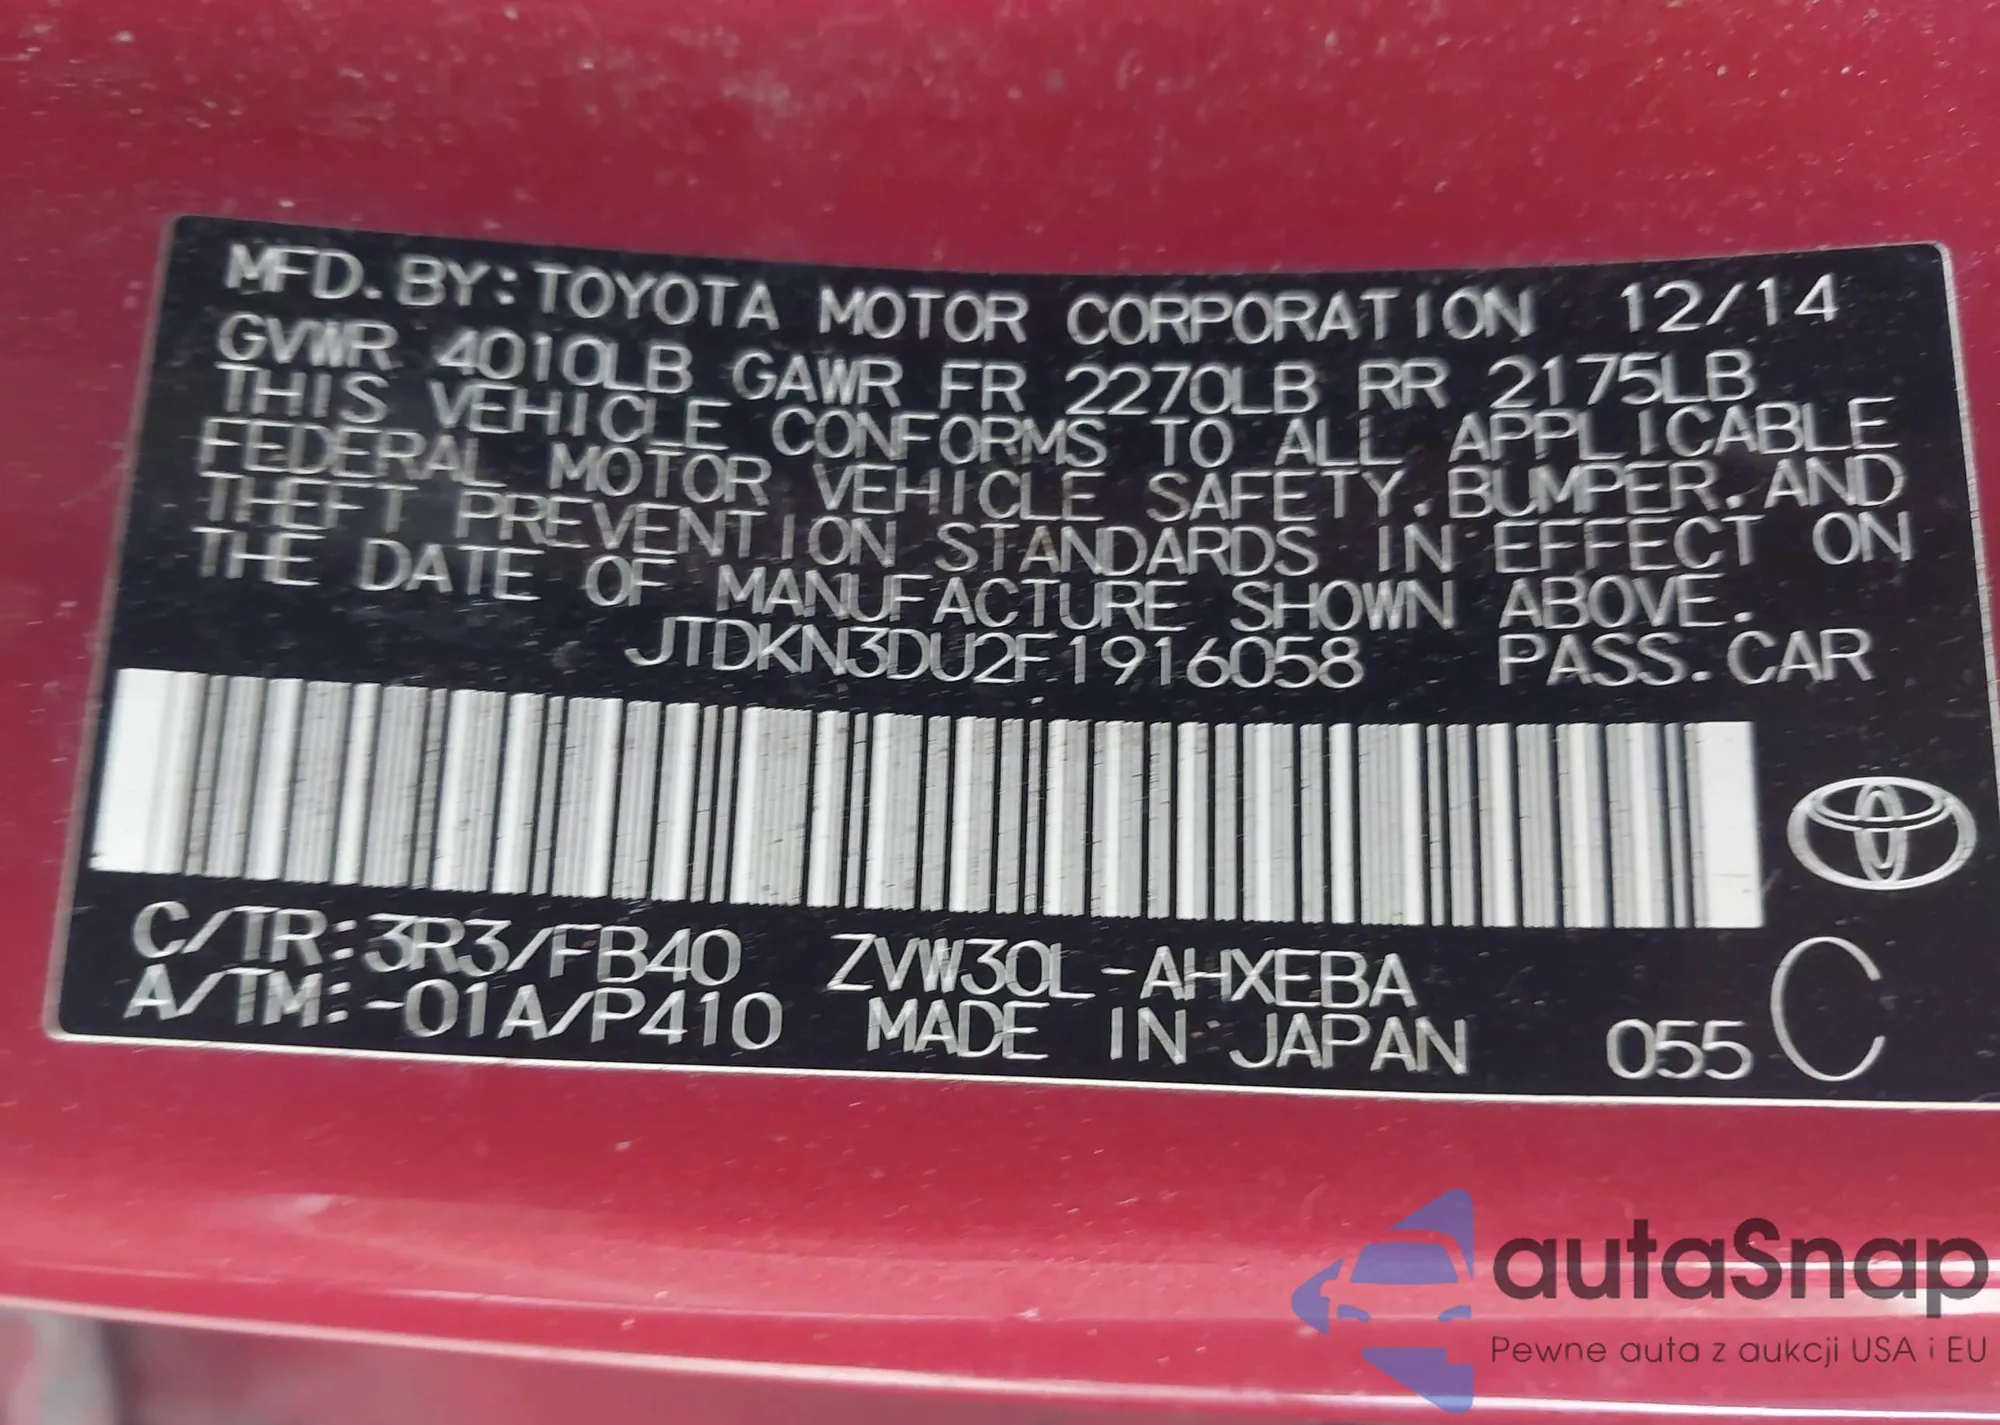 MFD. BY: TOYOTA MOTOR CORPORATION 12/14
GVWR 4010LB GAWR FR 2270LB RR 2175LB
THIS VEHICLE CONFORMS TO ALL APPLICABLE
FEDERAL MOTOR VEHICLE SAFETY, BUMPER, AND
THEFT PREVENTION STANDARDS IN EFFECT ON
THE DATE OF MANUFACTURE SHOWN ABOVE.
JTDKN3DU2F1916058 PASS. CAR
C/TR: 3R3/FB40 ZVW30L-AHXEBA
A/TM: -01A/P410 MADE IN JAPAN 055 C
autaSnap
Pewne auta z aukcji USA i EU